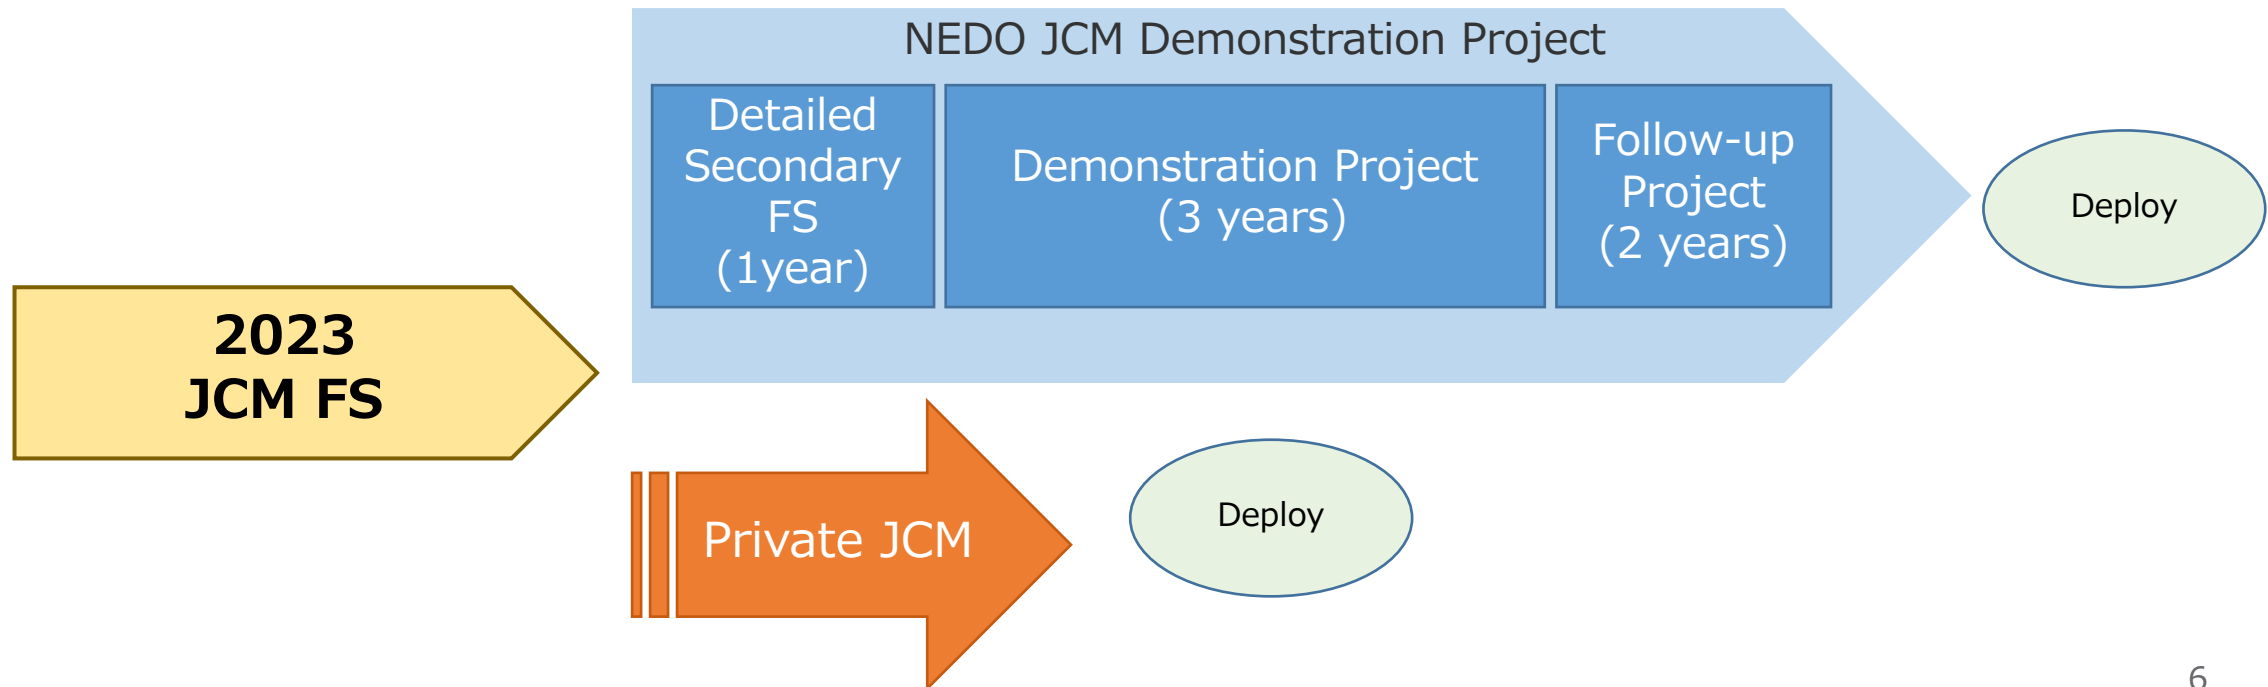 NEDO JCM Demonstration Project
Detailed
Secondary
FS
(1year)
Demonstration Project
(3 years)
Follow-up
Project
(2 years)
Deploy
2023
JCM FS
Private JCM
Deploy
6